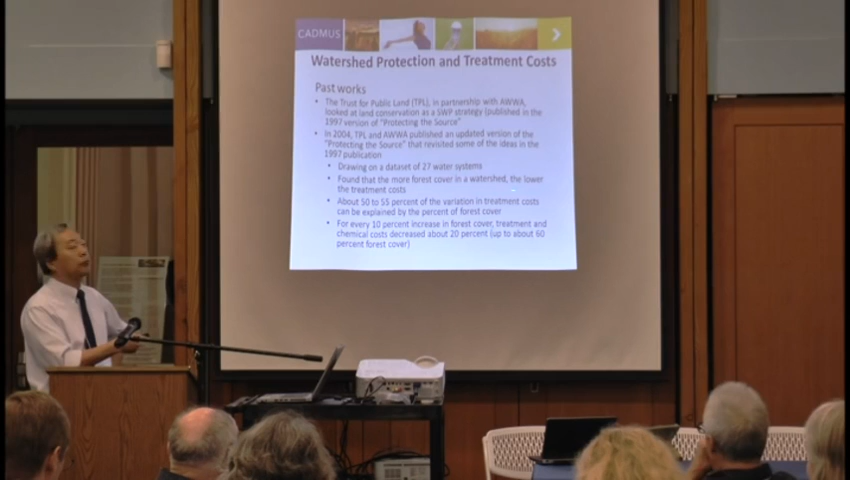 CADMUS
Watershed Protection and Treatment Costs
Past works
• The Trust for Public Land (TPL), in partnership with AWWA,
looked at land conservation as a SWP strategy (published in the
1997 version of "Protecting the Source"
• In 2004, TPL and AWWA published an updated version of the
"Protecting the Source" that revisited some of the ideas in the
1997 publication
• Drawing on a dataset of 27 water systems
• Found that the more forest cover in a watershed, the lower
the treatment costs
• About 50 to 55 percent of the variation in treatment costs
can be explained by the percent of forest cover
• For every 10 percent increase in forest cover, treatment and
chemical costs decreased about 20 percent (up to about 60
percent forest cover)